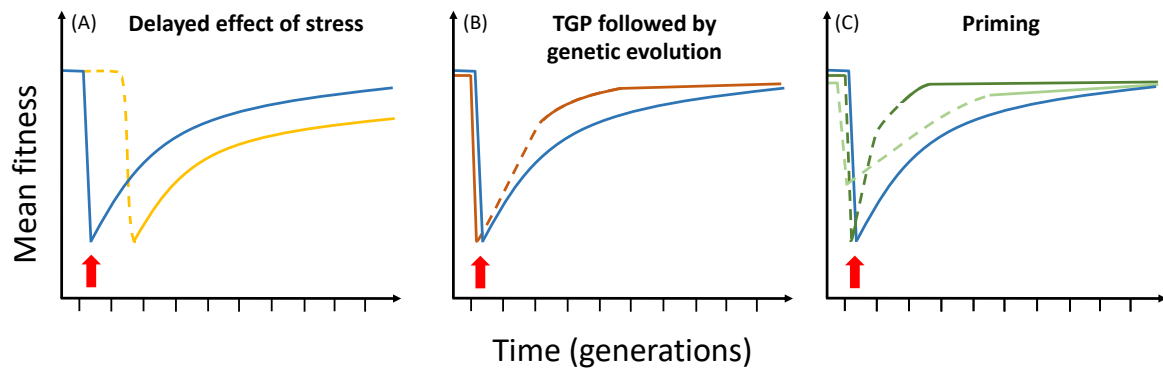 (A) Delayed effect of stress
(B) TGP followed by
genetic evolution
(C) Priming
Mean fitness
Time (generations)